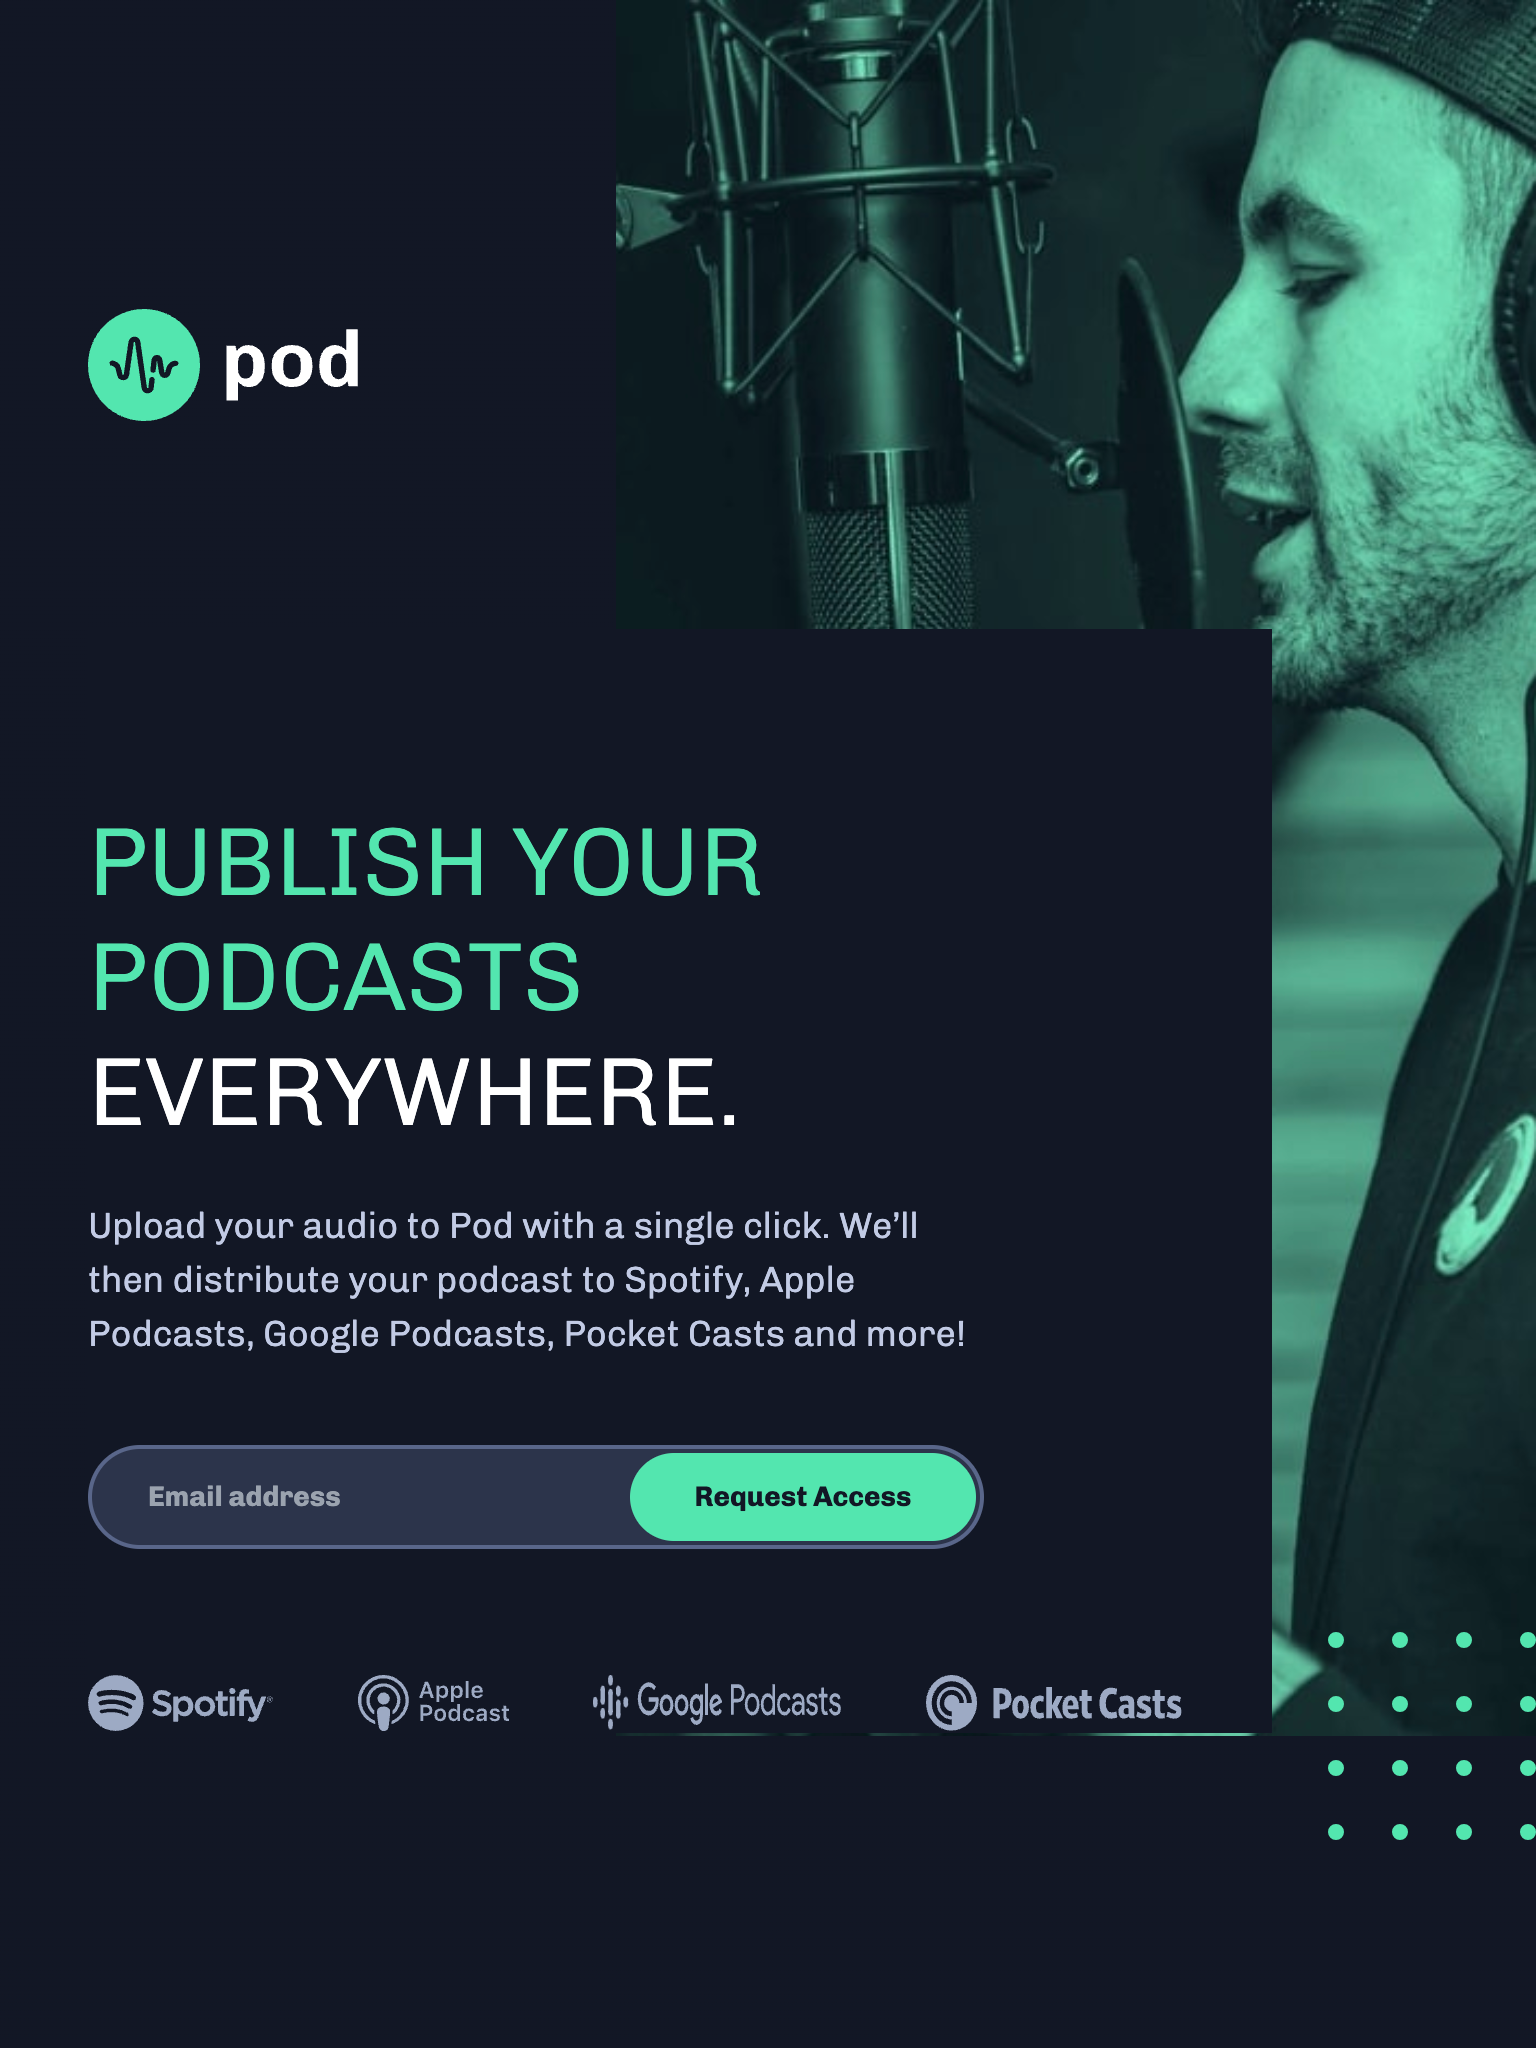 pod
PUBLISH YOUR
PODCASTS
EVERYWHERE.
Upload your audio to Pod with a single click. We’ll
then distribute your podcast to Spotify, Apple
Podcasts, Google Podcasts, Pocket Casts and more!
Email address
Request Access
Spotify®
Apple
Podcast
Google Podcasts
Pocket Casts